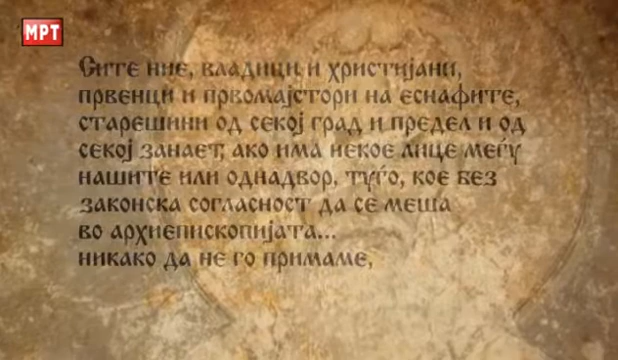 МРТ
Сите ние, владици и христијани,
првенци и првомајстори на еснафите,
старешини од секој град и предел и од
секој занает, ако има некое лице меѓу
нашите или однадвор, туѓо, кое без
законска согласност да се меша
во архиепископијата...
никако да не го примаме,